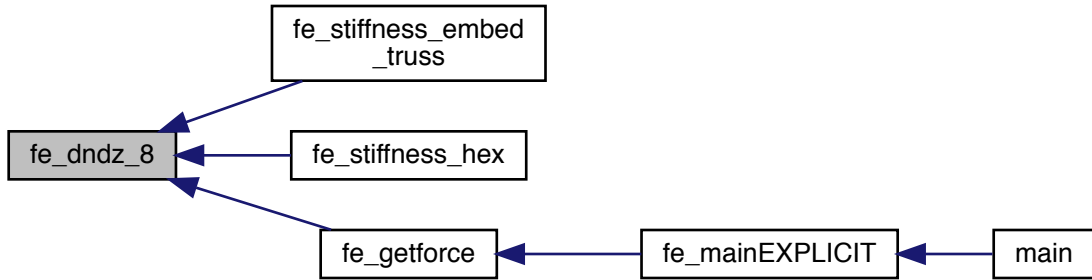 fe_stiffness_embed
_truss
fe_dndz_8
fe_stiffness_hex
fe_getforce
fe_mainEXPLICIT
main